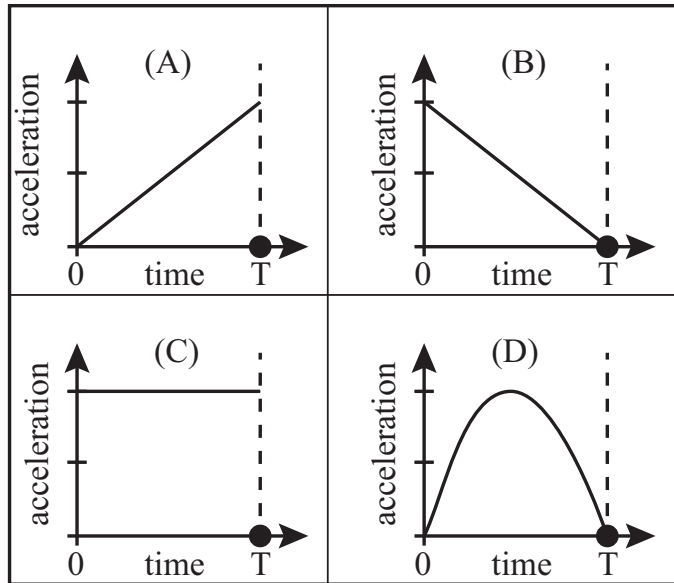 (A)
acceleration
0 time T
(B)
acceleration
0 time T
(C)
acceleration
0 time T
(D)
acceleration
0 time T